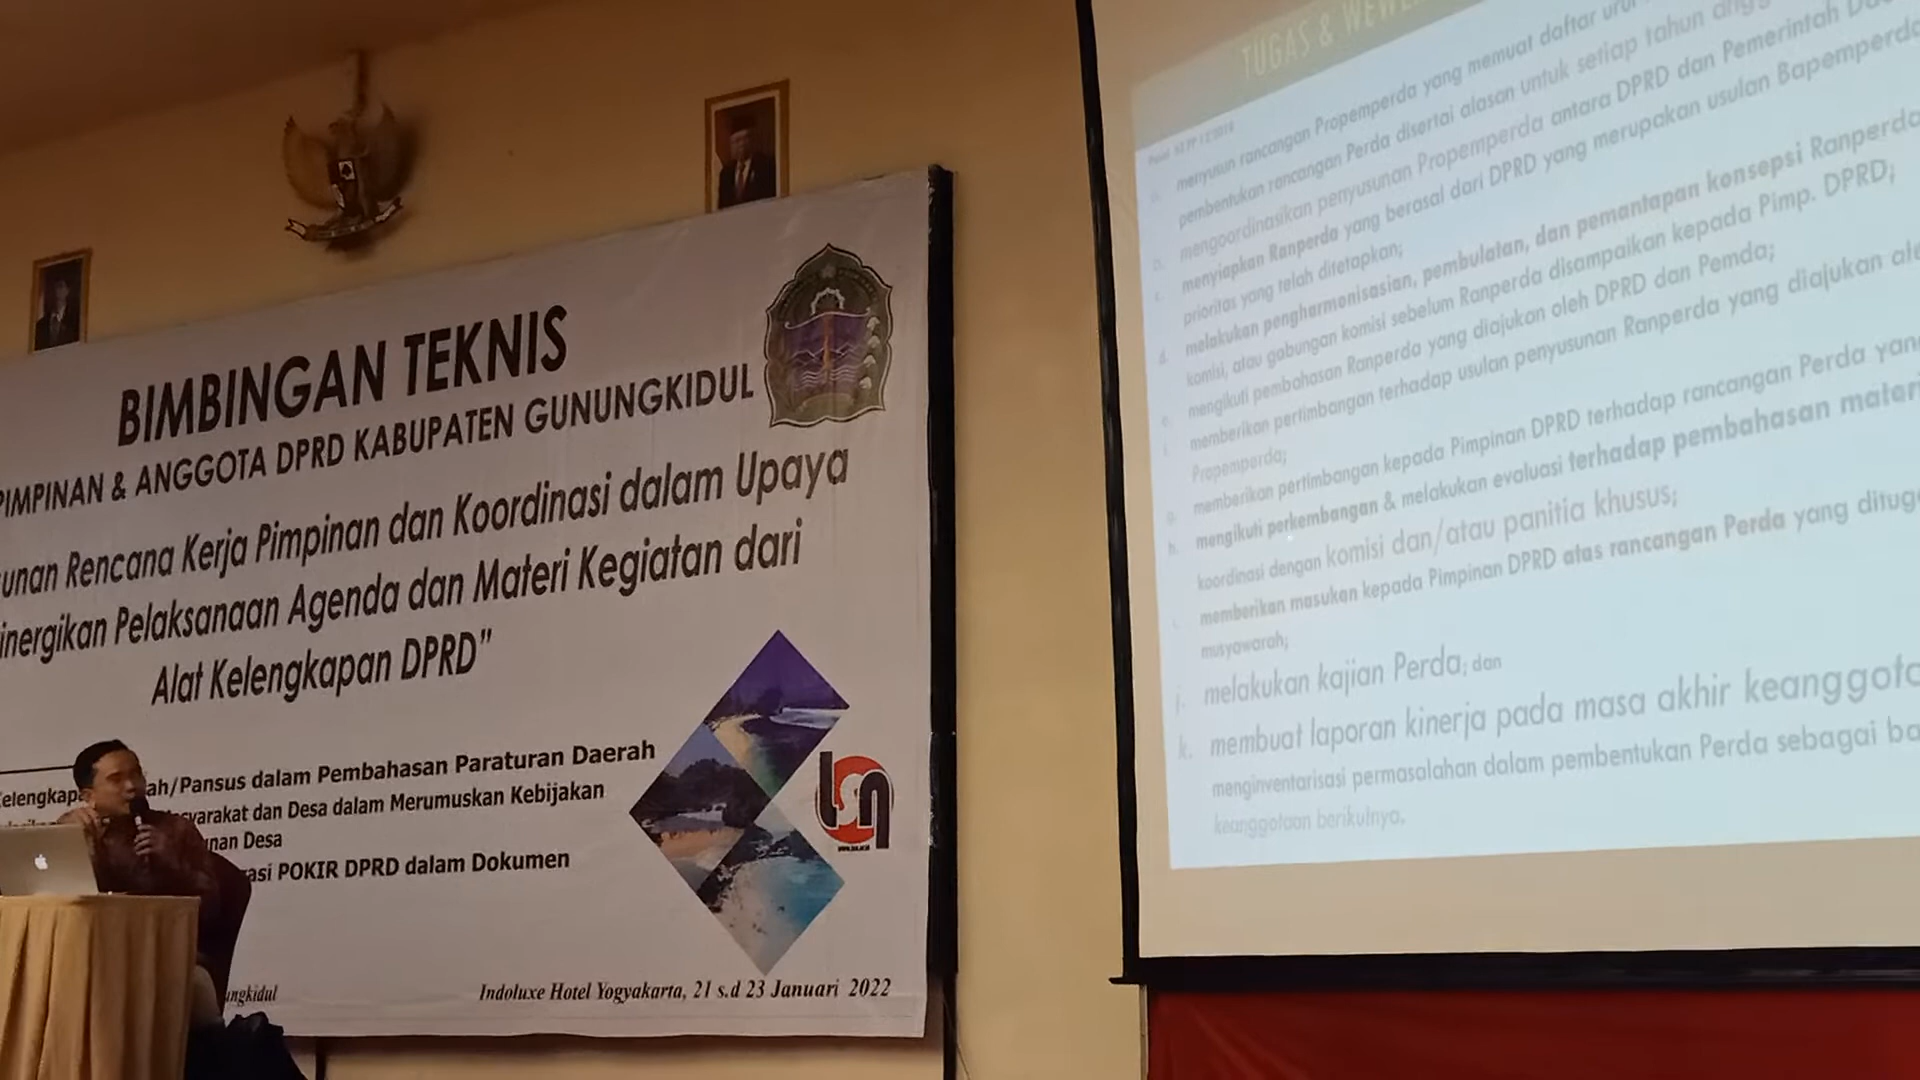 BIMBINGAN TEKNIS
PIMPINAN & ANGGOTA DPRD KABUPATEN GUNUNGKIDUL
unan Rencana Kerja Pimpinan dan Koordinasi dalam Upaya
inergikan Pelaksanaan Agenda dan Materi Kegiatan dari
Alat Kelengkapan DPRD"
elengkapa ah/Pansus dalam Pembahasan Paraturan Daerah
yarakat dan Desa dalam Merumuskan Kebijakan
unan Desa
asi POKIR DPRD dalam Dokumen
ungkidul
Indoluxe Hotel Yogyakarta, 21 s.d 23 Januari 2022
lsn
TUGAS & WEWE
menyusun rancangan Propemperda yang memuat daftar uru
pembentukan rancangan Perda disertai alasan untuk setiap tahun angg
b. mengoordinasikan penyusunan Propemperda antara DPRD dan Pemerintah Da
c. menyiapkan Ranperda yang berasal dari DPRD yang merupakan usulan Bapemperda
prioritas yang telah ditetapkan;
d. melakukan pengharmonisasian, pembulatan, dan pemantapan konsepsi Ranperda
komisi, atau gabungan komisi sebelum Ranperda disampaikan kepada Pimp. DPRD;
e. mengikuti pembahasan Ranperda yang diajukan oleh DPRD dan Pemda;
f. memberikan pertimbangan terhadap usulan penyusunan Ranperda yang diajukan
Propemperda;
g. memberikan pertimbangan kepada Pimpinan DPRD terhadap rancangan Perda yang
h. mengikuti perkembangan & melakukan evaluasi terhadap pembahasan materi
koordinasi dengan komisi dan/atau panitia khusus;
i. memberikan masukan kepada Pimpinan DPRD atas rancangan Perda yang dituga
musyawarah;
j. melakukan kajian Perda; dan
k. membuat laporan kinerja pada masa akhir keanggota
menginventarisasi permasalahan dalam pembentukan Perda sebagai ba
keanggotaan berikutnya.